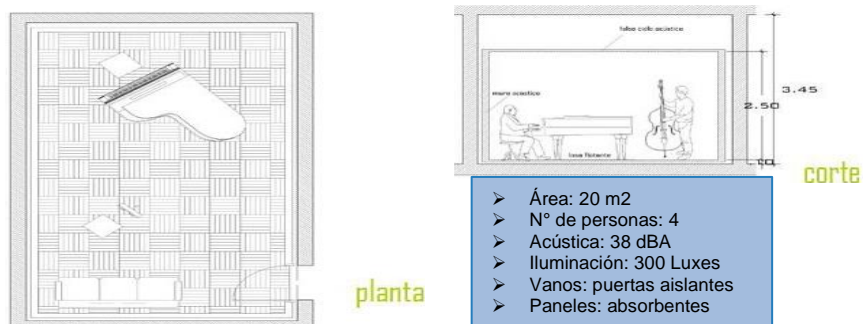 planta
falso cielo acústico
muro acústico
losa flotante
2.50
3.45
corte
➢ Área: 20 m2
➢ N° de personas: 4
➢ Acústica: 38 dBA
➢ Iluminación: 300 Luxes
➢ Vanos: puertas aislantes
➢ Paneles: absorbentes